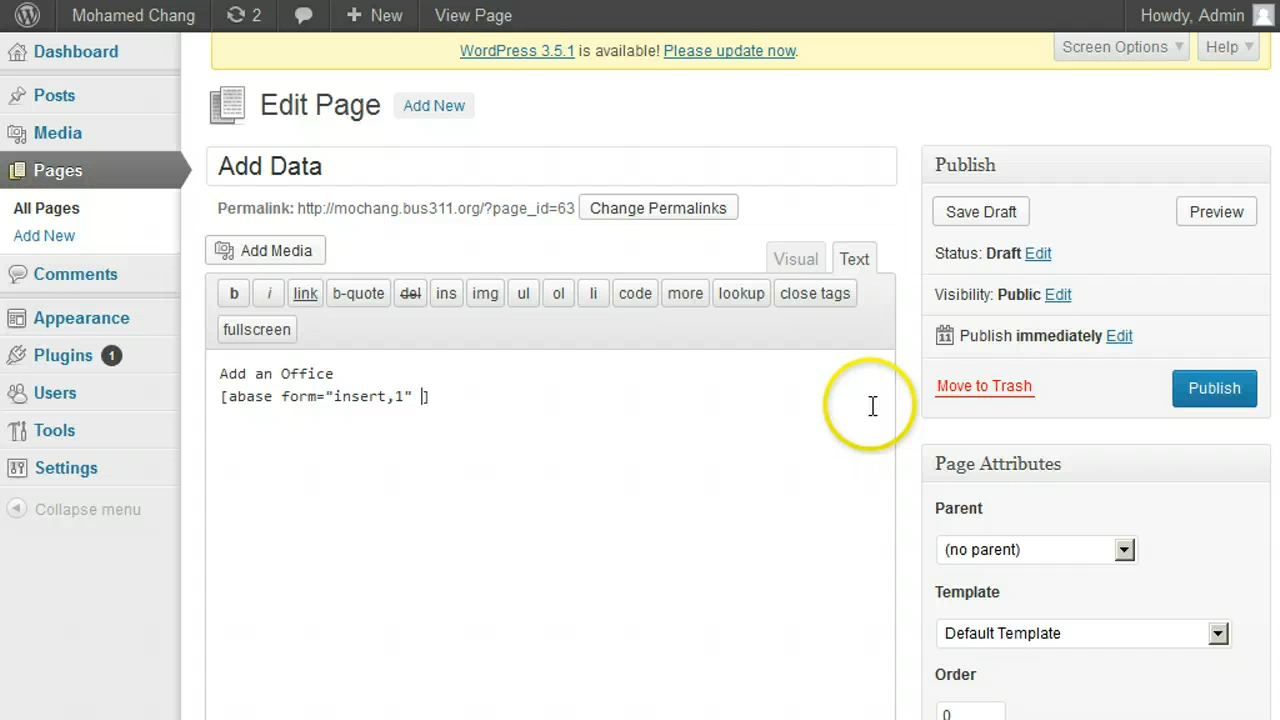 Mohamed Chang 2 New View Page Howdy, Admin
WordPress 3.5.1 is available! Please update now.
Screen Options Help
Dashboard
Posts
Media
Pages
All Pages
Add New
Comments
Appearance
Plugins 1
Users
Tools
Settings
Collapse menu
Edit Page Add New
Add Data
Permalink: http://mochang.bus311.org/?page_id=63 Change Permalinks
Add Media
Visual Text
b i link b-quote del ins img ul ol li code more lookup close tags
fullscreen
Add an Office
[abase form="insert,1" ]
Publish
Save Draft Preview
Status: Draft Edit
Visibility: Public Edit
11 Publish immediately Edit
Move to Trash Publish
Page Attributes
Parent
(no parent)
Template
Default Template
Order
0